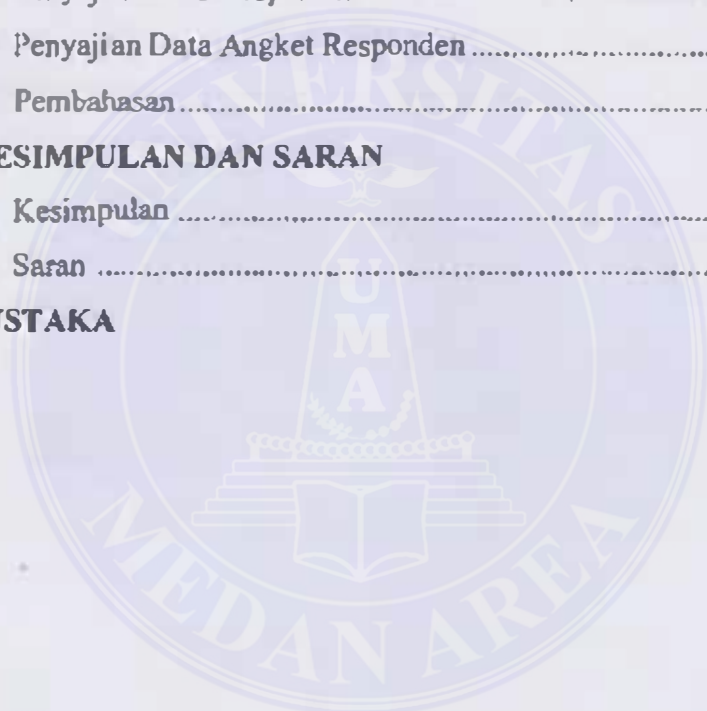 Penyajian Data Angket Responden ..............................
Pembahasan ..............................
ESIMPULAN DAN SARAN
Kesimpulan ..............................
Saran ..............................
STAKA
UNIVERSITAS
UMA
MEDAN AREA